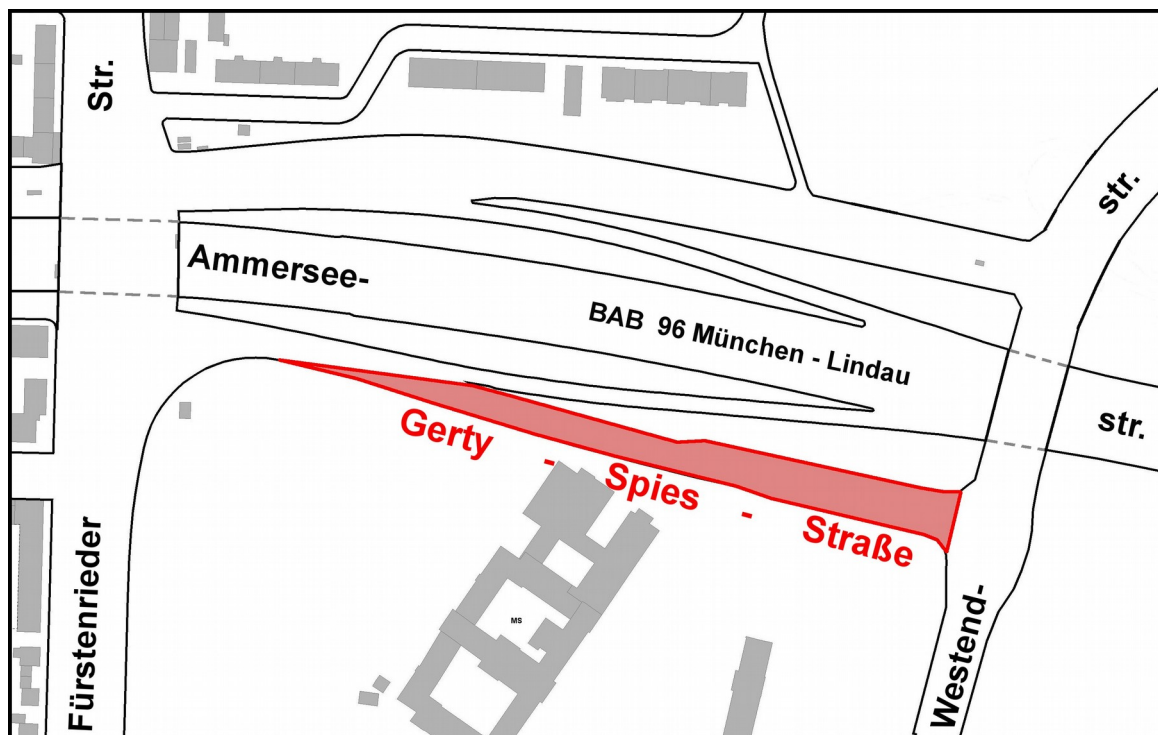 Str.
str.
Ammersee-
BAB 96 München - Lindau
str.
Gerty - Spies - Straße
Fürstenrieder
MS
Westend-